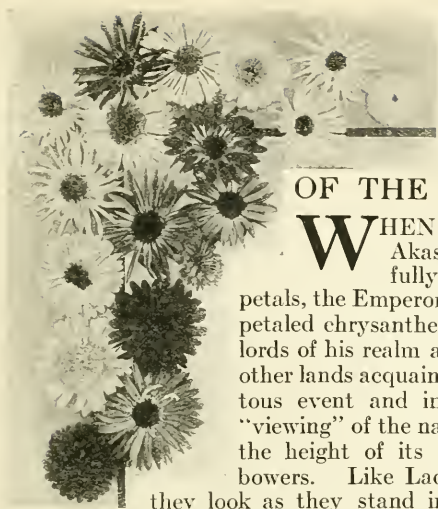 OF THE
WHEN
Akas
fully
petals, the Emperor
petaled chrysanthe
lords of his realm a
other lands acquain
tous event and in
"viewing" of the na
the height of its
bowers. Like Lad
they look as they stand in